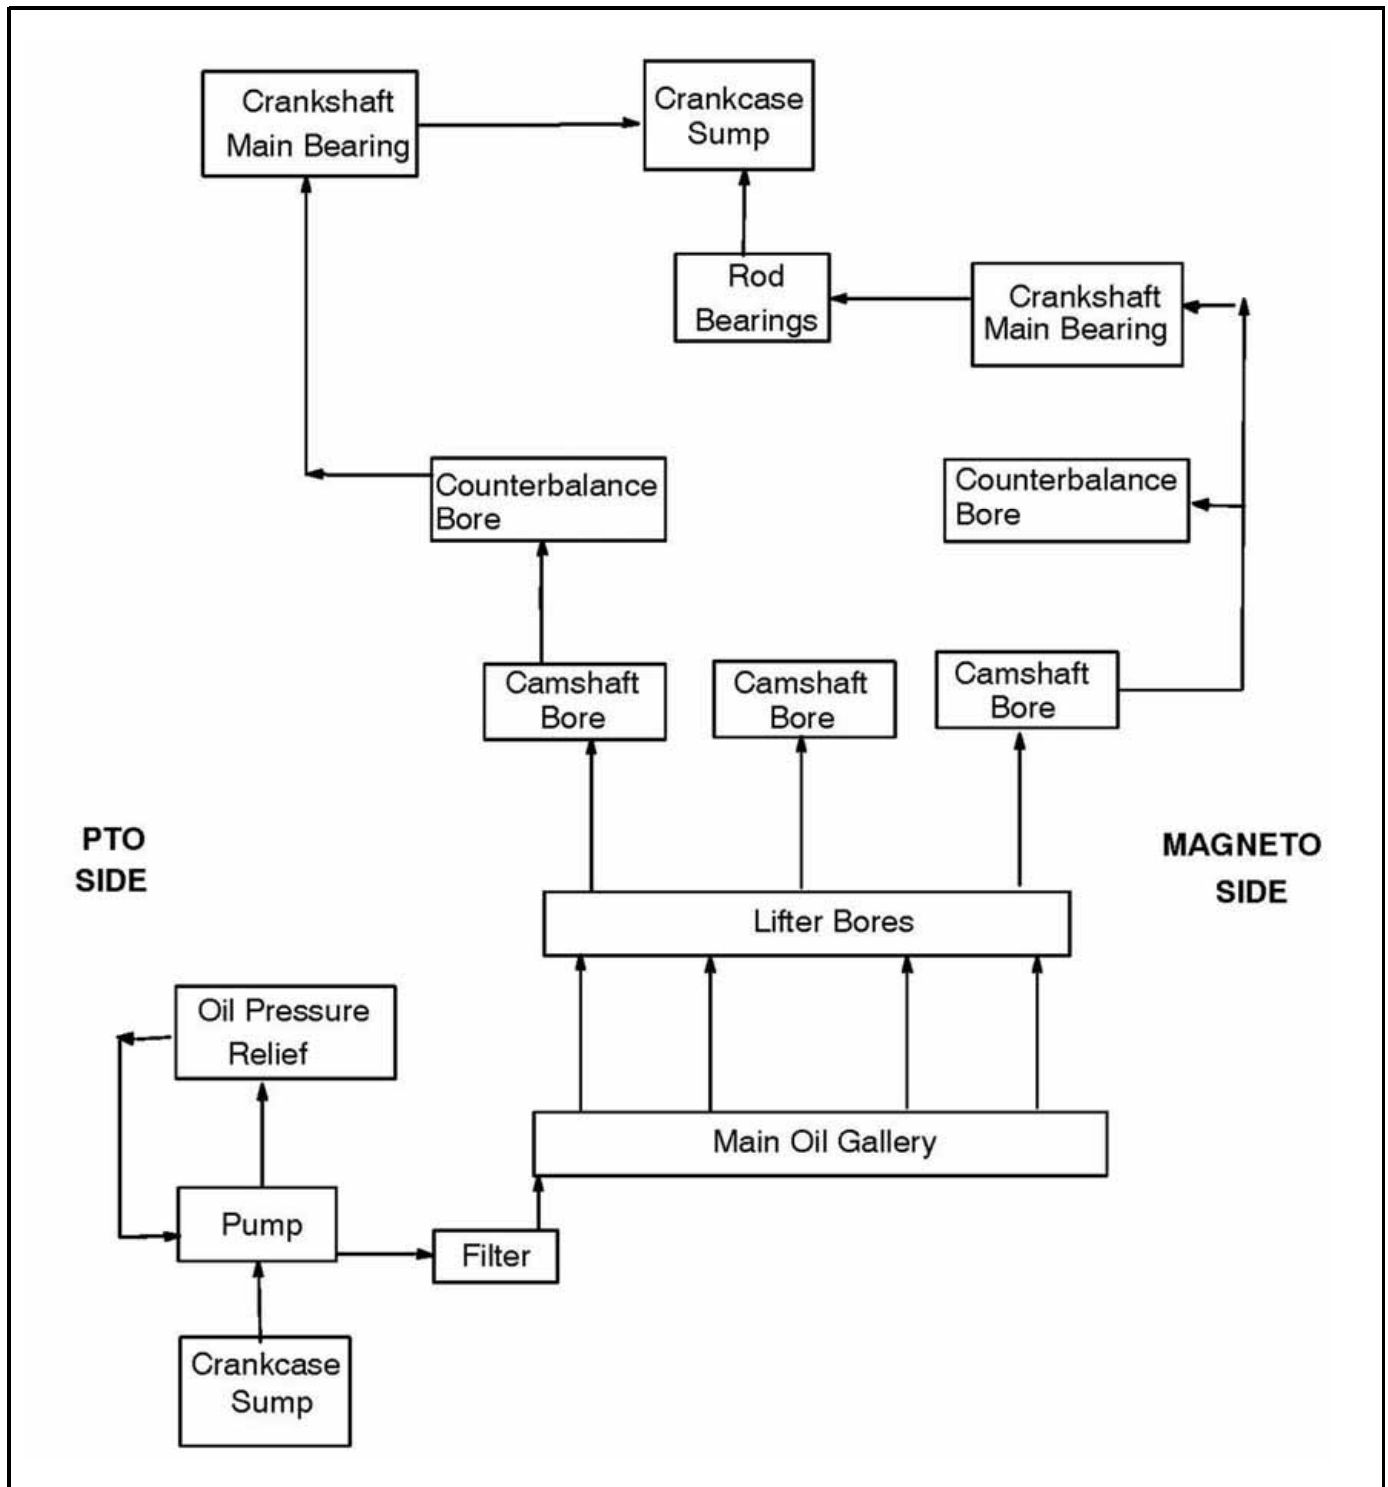 Crankshaft
Main Bearing
Crankcase
Sump
Rod
Bearings
Crankshaft
Main Bearing
Counterbalance
Bore
Counterbalance
Bore
Camshaft
Bore
Camshaft
Bore
Camshaft
Bore
PTO
SIDE
MAGNETO
SIDE
Lifter Bores
Oil Pressure
Relief
Main Oil Gallery
Pump
Filter
Crankcase
Sump